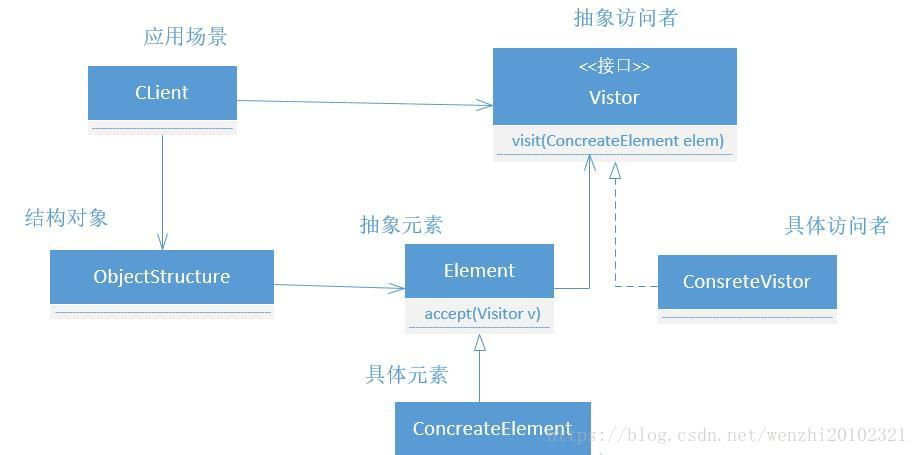 应用场景
抽象访问者
CLient
<<接口>>
Vistor
visit(ConcreateElement elem)
结构对象
抽象元素
具体访问者
ObjectStructure
Element
accept(Visitor v)
ConsreteVistor
具体元素
ConcreateElement
https://blog.csdn.net/wenzhi20102321